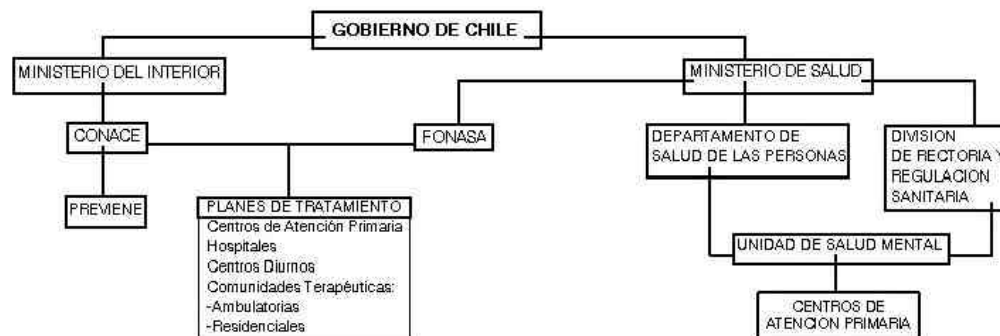 GOBIERNO DE CHILE
MINISTERIO DEL INTERIOR
MINISTERIO DE SALUD
CONACE
FONASA
DEPARTAMENTO DE
SALUD DE LAS PERSONAS
DIVISION
DE RECTORIA Y
REGULACION
SANITARIA
PREVIENE
PLANES DE TRATAMIENTO
Centros de Atención Primaria
Hospitales
Centros Diurnos
Comunidades Terapéuticas:
-Ambulatorias
-Residenciales
UNIDAD DE SALUD MENTAL
CENTROS DE
ATENCION PRIMARIA